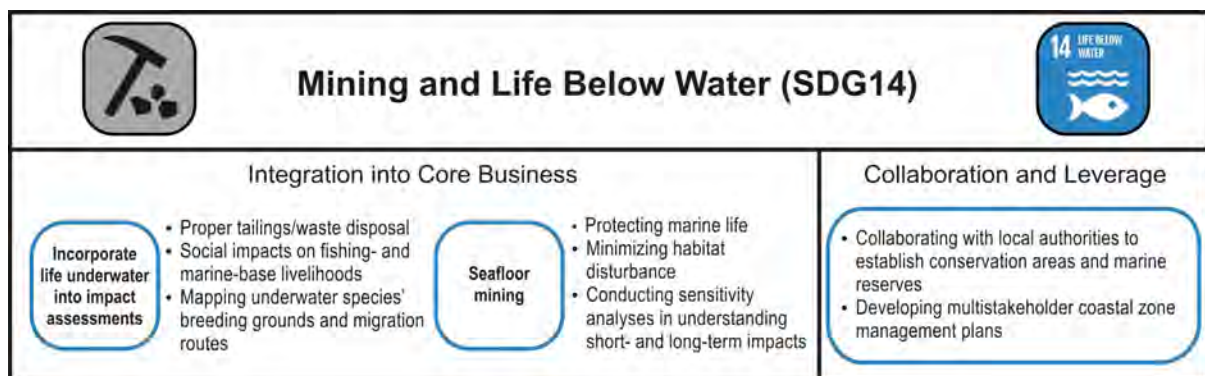 Mining and Life Below Water (SDG14)
14 LIFE BELOW
WATER
Integration into Core Business
Incorporate
life underwater
into impact
assessments
• Proper tailings/waste disposal
• Social impacts on fishing- and
marine-base livelihoods
• Mapping underwater species'
breeding grounds and migration
routes
Seafloor
mining
• Protecting marine life
• Minimizing habitat
disturbance
• Conducting sensitivity
analyses in understanding
short- and long-term impacts
Collaboration and Leverage
• Collaborating with local authorities to
establish conservation areas and marine
reserves
• Developing multistakeholder coastal zone
management plans